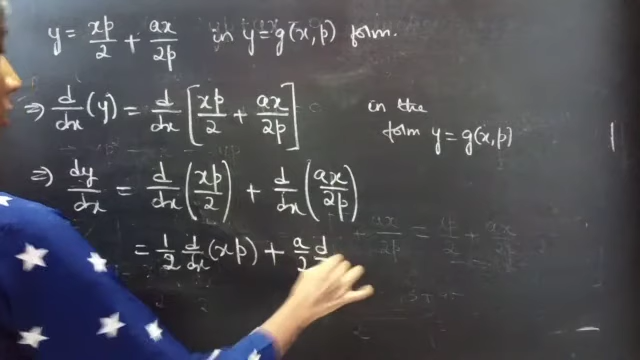 y = xp/2 + ax/2p in y = g(x,p) form.
⇒ d/dx (y) = d/dx [xp/2 + ax/2p]
in the
form y = g(x,p)
⇒ dy/dx = d/dx (xp/2) + d/dx (ax/2p)
= 1/2 d/dx (xp) + a/2 d